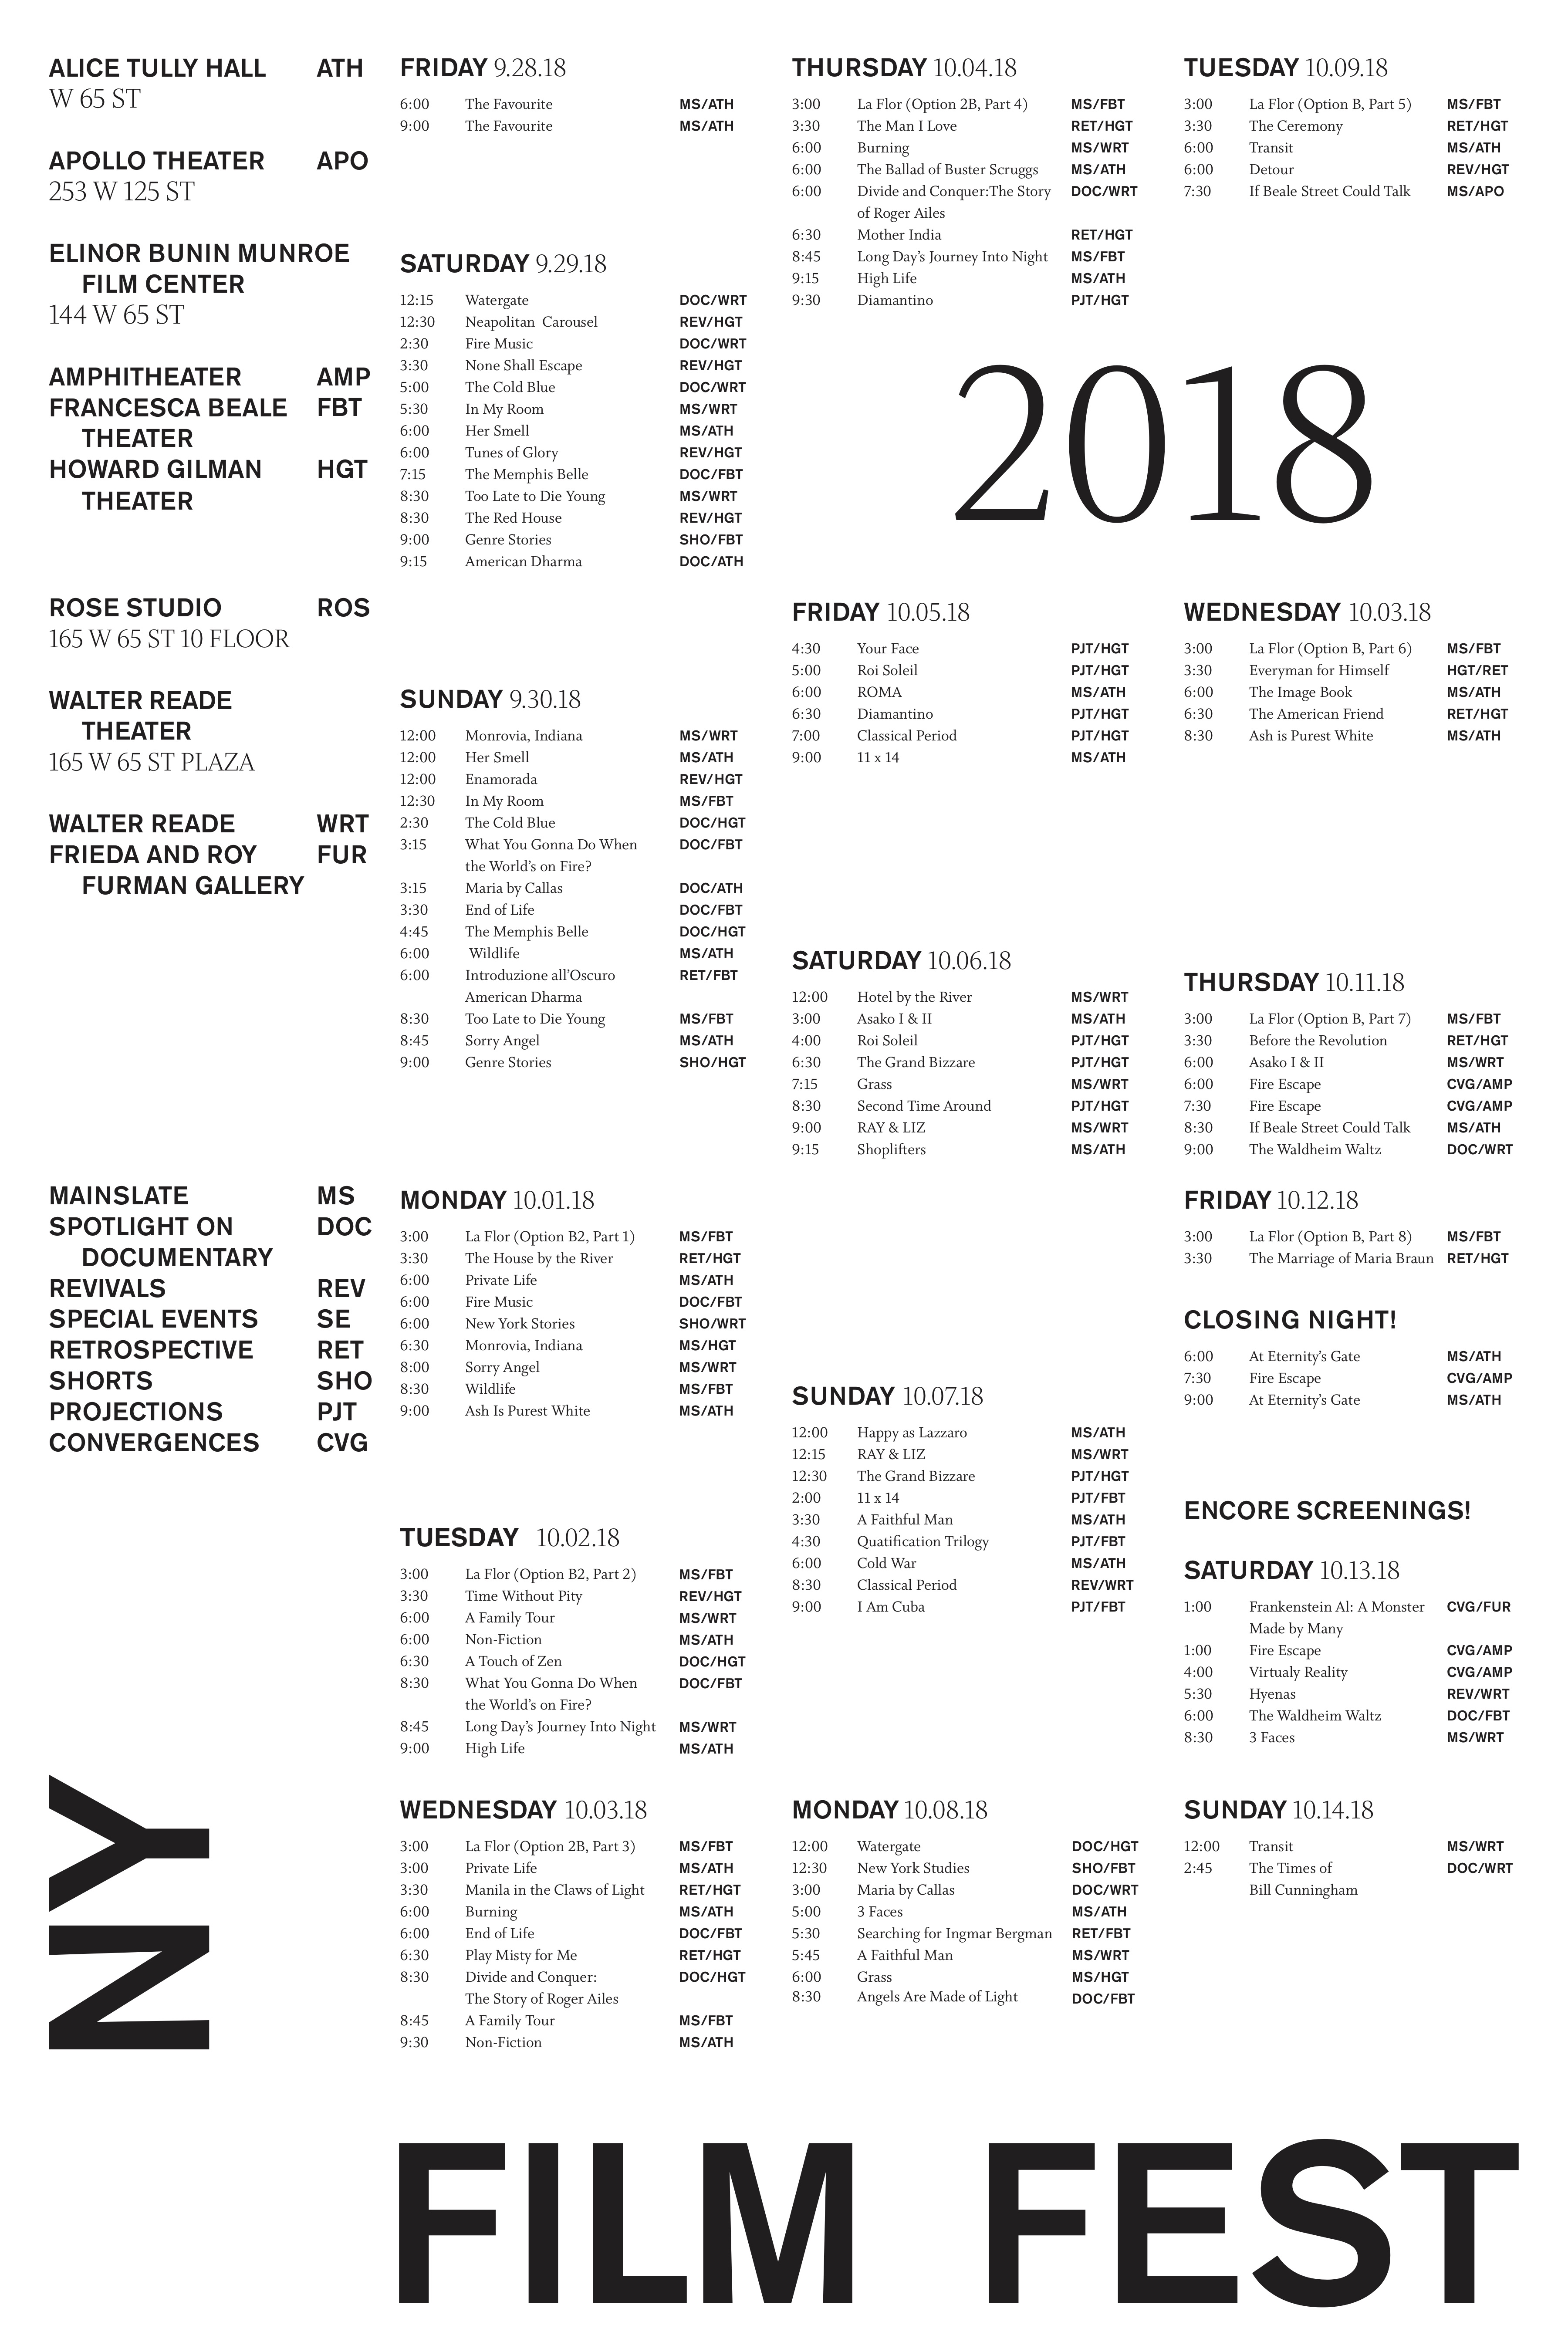 ALICE TULLY HALL ATH
W 65 ST
APOLLO THEATER APO
253 W 125 ST
ELINOR BUNIN MUNROE
FILM CENTER
144 W 65 ST
AMPHITHEATER AMP
FRANCESCA BEALE FBT
THEATER
HOWARD GILMAN HGT
THEATER
ROSE STUDIO ROS
165 W 65 ST 10 FLOOR
WALTER READE
THEATER
165 W 65 ST PLAZA
WALTER READE WRT
FRIEDA AND ROY FUR
FURMAN GALLERY
MAINSLATE MS
SPOTLIGHT ON DOC
DOCUMENTARY
REVIVALS REV
SPECIAL EVENTS SE
RETROSPECTIVE RET
SHORTS SHO
PROJECTIONS PJT
CONVERGENCES CVG
FRIDAY 9.28.18
6:00 The Favourite MS/ATH
9:00 The Favourite MS/ATH
SATURDAY 9.29.18
12:15 Watergate DOC/WRT
12:30 Neapolitan Carousel REV/HGT
2:30 Fire Music DOC/WRT
3:30 None Shall Escape REV/HGT
5:00 The Cold Blue DOC/WRT
5:30 In My Room MS/WRT
6:00 Her Smell MS/ATH
6:00 Tunes of Glory REV/HGT
7:15 The Memphis Belle DOC/FBT
8:30 Too Late to Die Young MS/WRT
8:30 The Red House REV/HGT
9:00 Genre Stories SHO/FBT
9:15 American Dharma DOC/ATH
SUNDAY 9.30.18
12:00 Monrovia, Indiana MS/WRT
12:00 Her Smell MS/ATH
12:00 Enamorada REV/HGT
12:30 In My Room MS/FBT
2:30 The Cold Blue DOC/HGT
3:15 What You Gonna Do When DOC/FBT
the World's on Fire?
3:15 Maria by Callas DOC/ATH
3:30 End of Life DOC/FBT
4:45 The Memphis Belle DOC/HGT
6:00 Wildlife MS/ATH
6:00 Introduzione all'Oscuro RET/FBT
American Dharma
8:30 Too Late to Die Young MS/FBT
8:45 Sorry Angel MS/ATH
9:00 Genre Stories SHO/HGT
MONDAY 10.01.18
3:00 La Flor (Option B2, Part 1) MS/FBT
3:30 The House by the River RET/HGT
6:00 Private Life MS/ATH
6:00 Fire Music DOC/FBT
6:00 New York Stories SHO/WRT
6:30 Monrovia, Indiana MS/HGT
8:00 Sorry Angel MS/WRT
8:30 Wildlife MS/FBT
9:00 Ash Is Purest White MS/ATH
TUESDAY 10.02.18
3:00 La Flor (Option B2, Part 2) MS/FBT
3:30 Time Without Pity REV/HGT
6:00 A Family Tour MS/WRT
6:00 Non-Fiction MS/ATH
6:30 A Touch of Zen DOC/HGT
8:30 What You Gonna Do When DOC/FBT
the World's on Fire?
8:45 Long Day's Journey Into Night MS/WRT
9:00 High Life MS/ATH
WEDNESDAY 10.03.18
3:00 La Flor (Option 2B, Part 3) MS/FBT
3:00 Private Life MS/ATH
3:30 Manila in the Claws of Light RET/HGT
6:00 Burning MS/ATH
6:00 End of Life DOC/FBT
6:30 Play Misty for Me RET/HGT
8:30 Divide and Conquer: DOC/HGT
The Story of Roger Ailes
8:45 A Family Tour MS/FBT
9:30 Non-Fiction MS/ATH
THURSDAY 10.04.18
3:00 La Flor (Option 2B, Part 4) MS/FBT
3:30 The Man I Love RET/HGT
6:00 Burning MS/WRT
6:00 The Ballad of Buster Scruggs MS/ATH
6:00 Divide and Conquer:The Story DOC/WRT
of Roger Ailes
6:30 Mother India RET/HGT
8:45 Long Day's Journey Into Night MS/FBT
9:15 High Life MS/ATH
9:30 Diamantino PJT/HGT
2018
FRIDAY 10.05.18
4:30 Your Face PJT/HGT
5:00 Roi Soleil PJT/HGT
6:00 ROMA MS/ATH
6:30 Diamantino PJT/HGT
7:00 Classical Period PJT/HGT
9:00 11 x 14 MS/ATH
SATURDAY 10.06.18
12:00 Hotel by the River MS/WRT
3:00 Asako I & II MS/ATH
4:00 Roi Soleil PJT/HGT
6:30 The Grand Bizzare PJT/HGT
7:15 Grass MS/WRT
8:30 Second Time Around PJT/HGT
9:00 RAY & LIZ MS/WRT
9:15 Shoplifters MS/ATH
SUNDAY 10.07.18
12:00 Happy as Lazzaro MS/ATH
12:15 RAY & LIZ MS/WRT
12:30 The Grand Bizzare PJT/HGT
2:00 11 x 14 PJT/FBT
3:30 A Faithful Man MS/ATH
4:30 Quatification Trilogy PJT/FBT
6:00 Cold War MS/ATH
8:30 Classical Period REV/WRT
9:00 I Am Cuba PJT/FBT
MONDAY 10.08.18
12:00 Watergate DOC/HGT
12:30 New York Studies SHO/FBT
3:00 Maria by Callas DOC/WRT
5:00 3 Faces MS/ATH
5:30 Searching for Ingmar Bergman RET/FBT
5:45 A Faithful Man MS/WRT
6:00 Grass MS/HGT
8:30 Angels Are Made of Light DOC/FBT
TUESDAY 10.09.18
3:00 La Flor (Option B, Part 5) MS/FBT
3:30 The Ceremony RET/HGT
6:00 Transit MS/ATH
6:00 Detour REV/HGT
7:30 If Beale Street Could Talk MS/APO
WEDNESDAY 10.03.18
3:00 La Flor (Option B, Part 6) MS/FBT
3:30 Everyman for Himself HGT/RET
6:00 The Image Book MS/ATH
6:30 The American Friend RET/HGT
8:30 Ash is Purest White MS/ATH
THURSDAY 10.11.18
3:00 La Flor (Option B, Part 7) MS/FBT
3:30 Before the Revolution RET/HGT
6:00 Asako I & II MS/WRT
6:00 Fire Escape CVG/AMP
7:30 Fire Escape CVG/AMP
8:30 If Beale Street Could Talk MS/ATH
9:00 The Waldheim Waltz DOC/WRT
FRIDAY 10.12.18
3:00 La Flor (Option B, Part 8) MS/FBT
3:30 The Marriage of Maria Braun RET/HGT
CLOSING NIGHT!
6:00 At Eternity's Gate MS/ATH
7:30 Fire Escape CVG/AMP
9:00 At Eternity's Gate MS/ATH
ENCORE SCREENINGS!
SATURDAY 10.13.18
1:00 Frankenstein Al: A Monster CVG/FUR
Made by Many
1:00 Fire Escape CVG/AMP
4:00 Virtualy Reality CVG/AMP
5:30 Hyenas REV/WRT
6:00 The Waldheim Waltz DOC/FBT
8:30 3 Faces MS/WRT
SUNDAY 10.14.18
12:00 Transit MS/WRT
2:45 The Times of DOC/WRT
Bill Cunningham
NY
FILM FEST